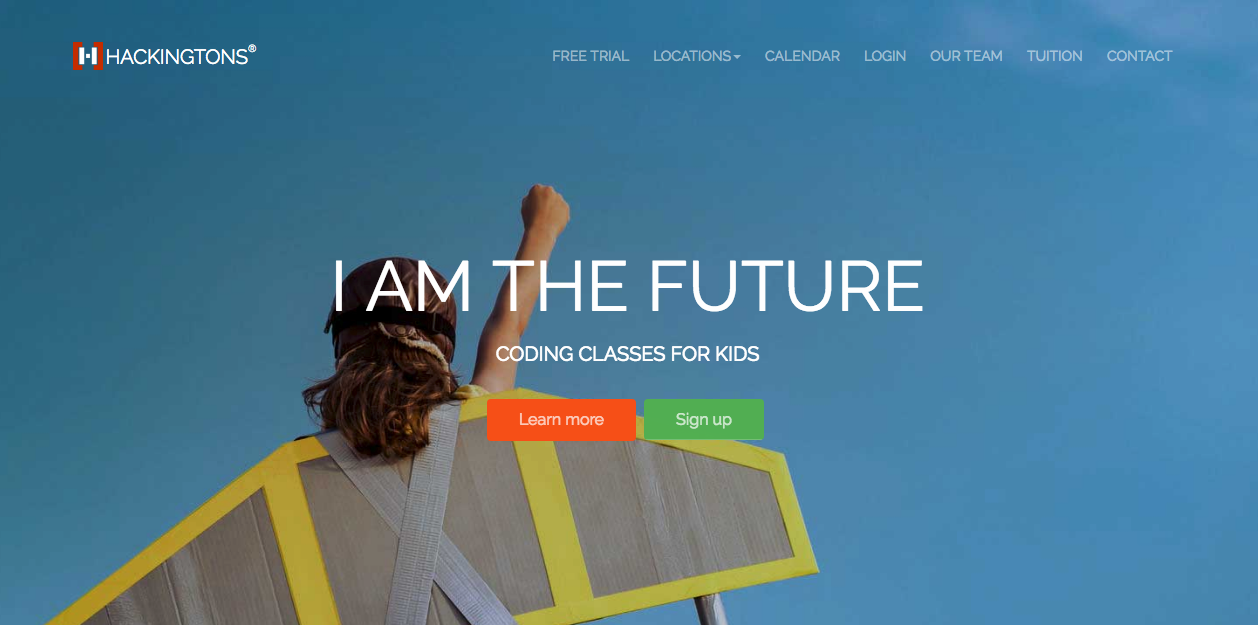 HACKINGTONS®
FREE TRIAL LOCATIONS CALENDAR LOGIN OUR TEAM TUITION CONTACT
I AM THE FUTURE
CODING CLASSES FOR KIDS
Learn more Sign up